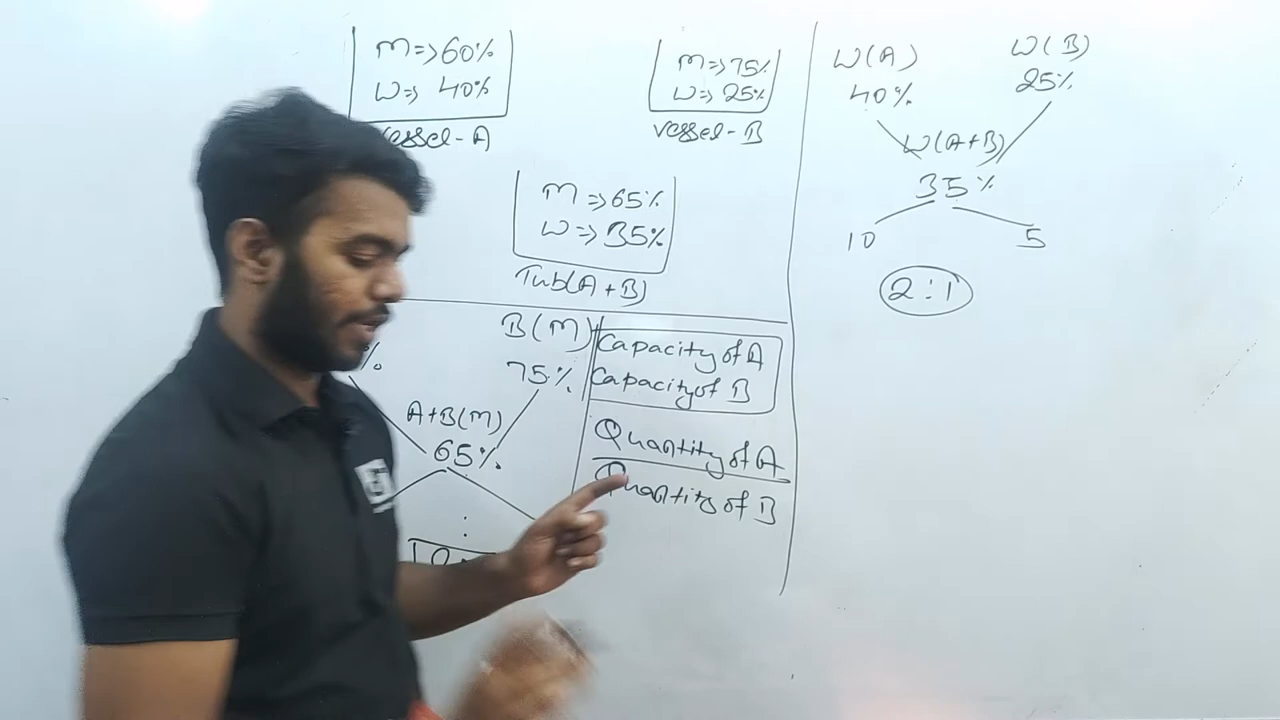 M=>60%
W=> 40%
Vessel-A
M=>75%
W=>25%
Vessel-B
M=>65%
W=>35%
Tub(A+B)
W(A)
40%
W(B)
25%
W(A+B)
35%
10
5
2:1
%
B(M)
75%
A+B(M)
65%
:
Capacity of A
Capacity of B
Quantity of A
Quantity of B